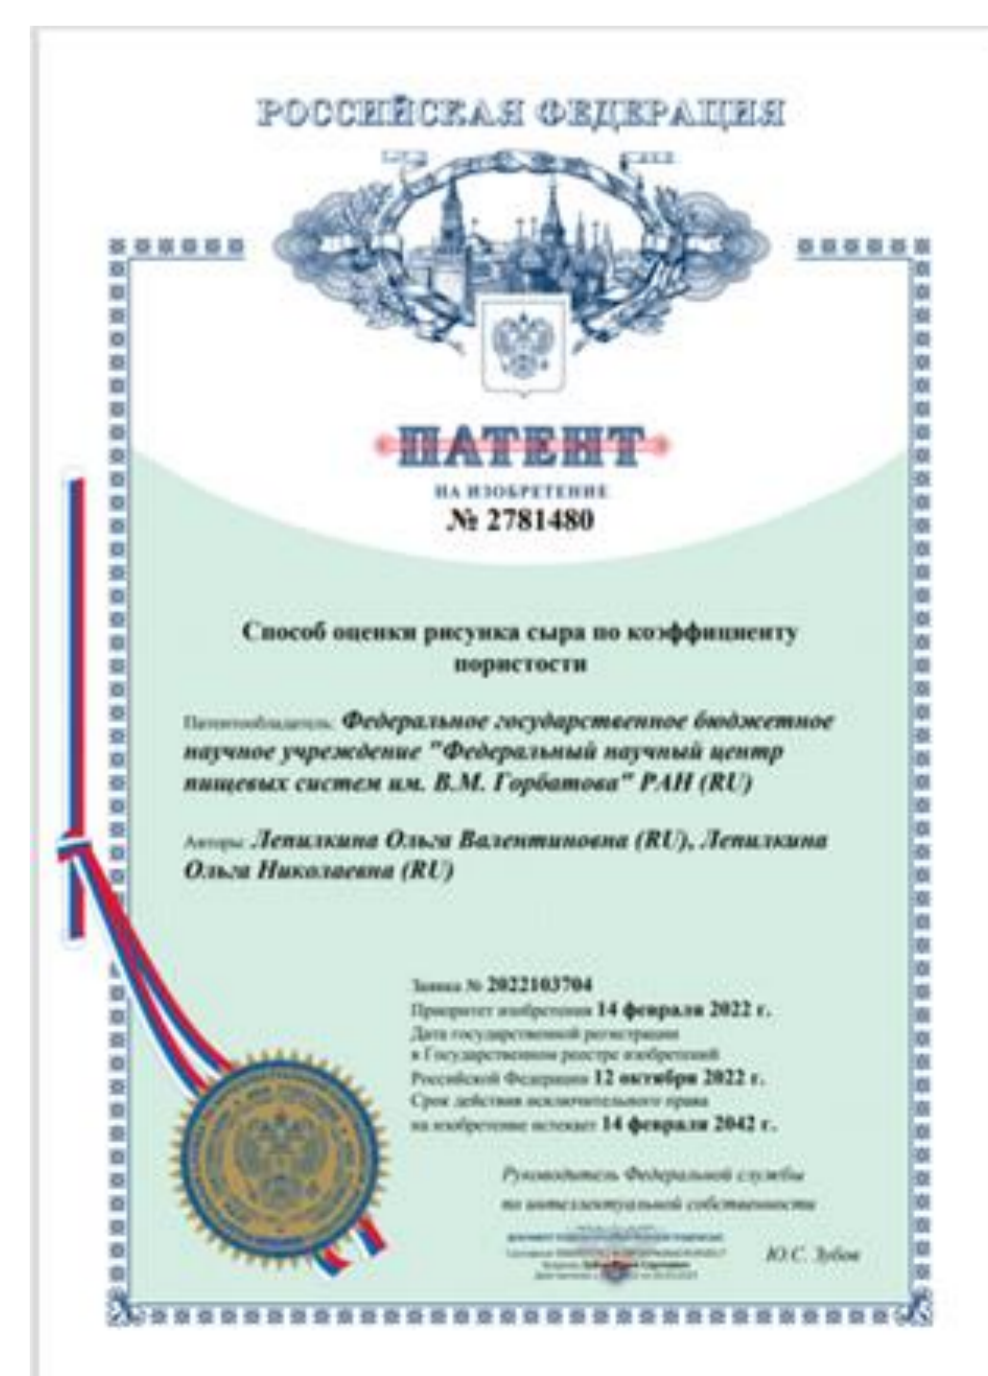 РОССИЙСКАЯ ФЕДЕРАЦИЯ
ПАТЕНТ
НА ИЗОБРЕТЕНИЕ
№ 2781480
Способ оценки рисунка сыра по коэффициенту
пористости
Патентообладатель: Федеральное государственное бюджетное
научное учреждение "Федеральный научный центр
пищевых систем им. В.М. Горбатова" РАН (RU)
Авторы: Лепилкина Ольга Валентиновна (RU), Лепилкина
Ольга Николаевна (RU)
Заявка № 2022103704
Приоритет изобретения 14 февраля 2022 г.
Дата государственной регистрации
в Государственном реестре изобретений
Российской Федерации 12 октября 2022 г.
Срок действия исключительного права
на изобретение истекает 14 февраля 2042 г.
Руководитель Федеральной службы
по интеллектуальной собственности
Ю.С. Зубов